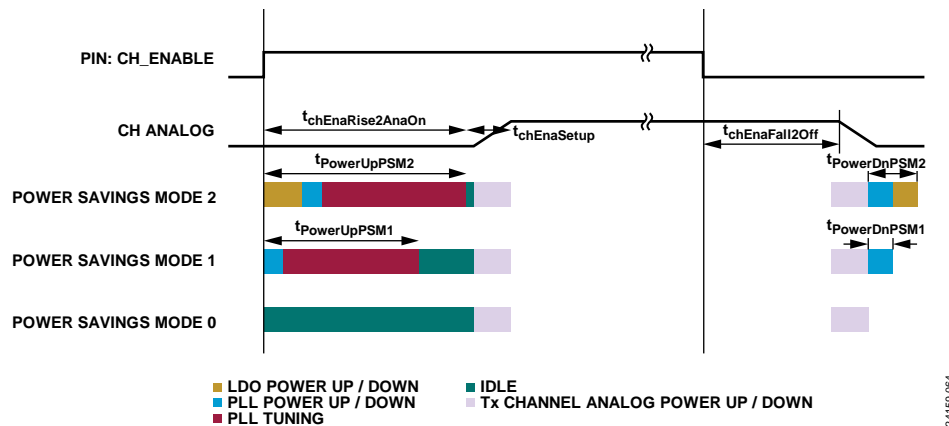 PIN: CH_ENABLE
CH ANALOG
tchEnaRise2AnaOn
tchEnaSetup
tchEnaFall2Off
tPowerUpPSM2
tPowerDnPSM2
POWER SAVINGS MODE 2
tPowerUpPSM1
tPowerDnPSM1
POWER SAVINGS MODE 1
POWER SAVINGS MODE 0
LDO POWER UP / DOWN
PLL POWER UP / DOWN
PLL TUNING
IDLE
Tx CHANNEL ANALOG POWER UP / DOWN